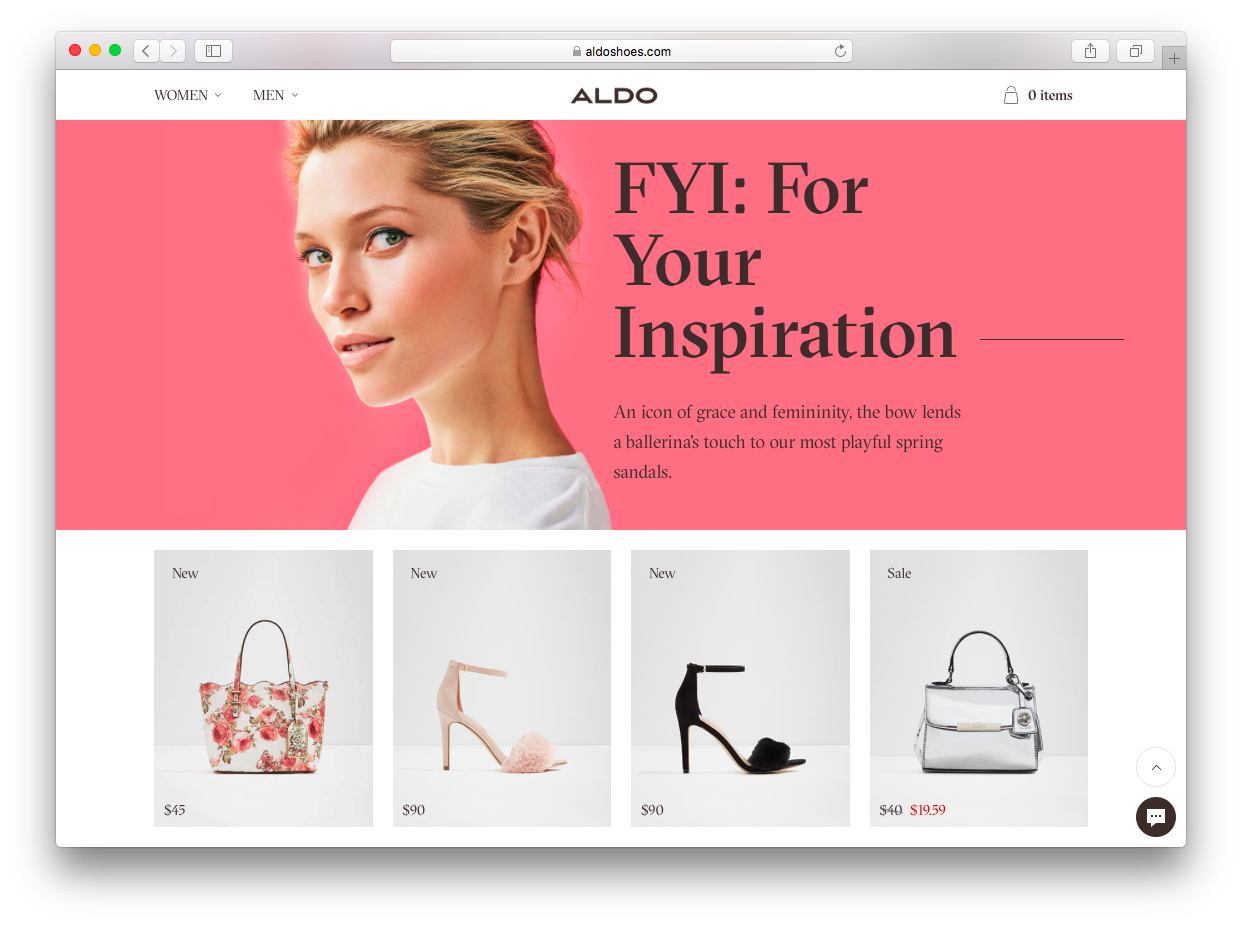 aldoshoes.com
WOMEN MEN ALDO 0 items
FYI: For
Your
Inspiration
An icon of grace and femininity, the bow lends
a ballerina's touch to our most playful spring
sandals.
New New New Sale
$45 $90 $90 $40 $19.59